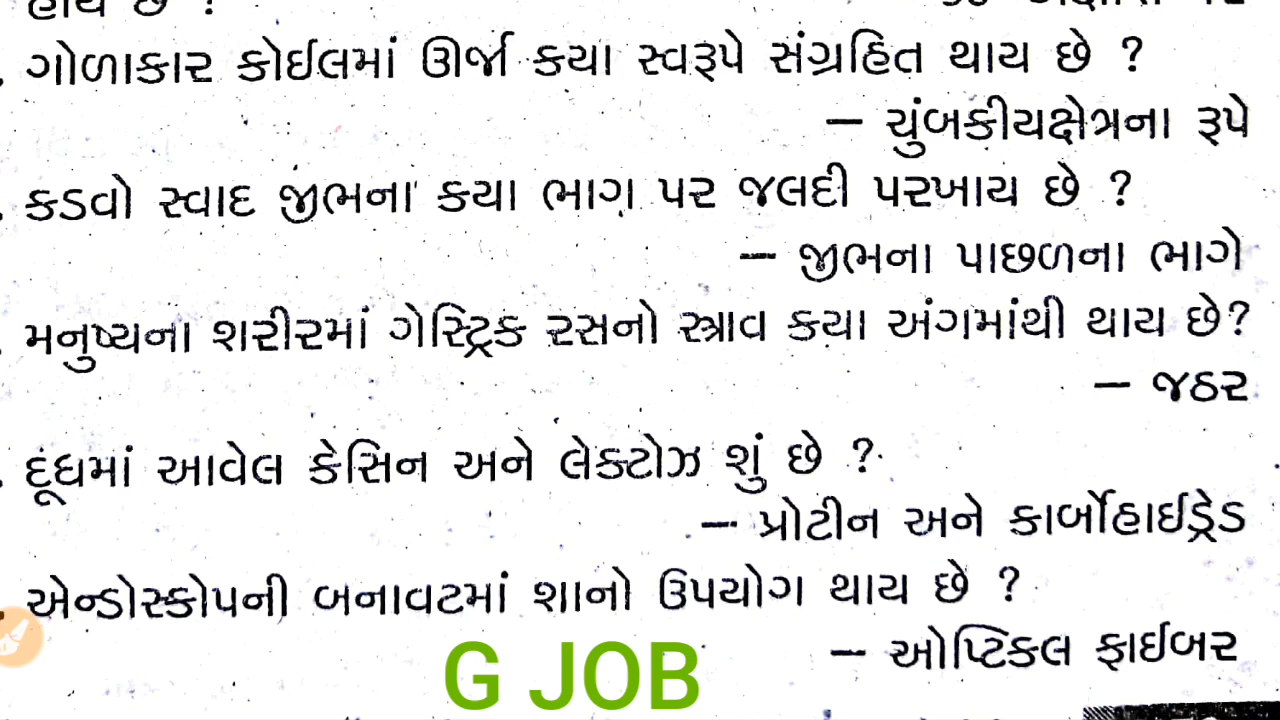 . ગોળાકાર કોઈલમાં ઊર્જા કયા સ્વરૂપે સંગ્રહિત થાય છે ?
– ચુંબકીયક્ષેત્રના રૂપે
. કડવો સ્વાદ જીભના કયા ભાગ પર જલદી પરખાય છે ?
– જીભના પાછળના ભાગે
. મનુષ્યના શરીરમાં ગેસ્ટ્રિક રસનો સ્ત્રાવ કયા અંગમાંથી થાય છે?
– જઠર
. દૂધમાં આવેલ કેસિન અને લેક્ટોઝ શું છે ?
– પ્રોટીન અને કાર્બોહાઈડ્રેડ
. એન્ડોસ્કોપની બનાવટમાં શાનો ઉપયોગ થાય છે ?
– ઓપ્ટિકલ ફાઈબર
G JOB